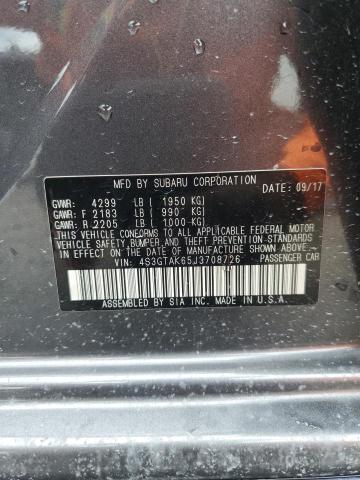 MFD. BY SUBARU CORPORATION
DATE: 09/17
GVWR: 4299 LB ( 1950 KG)
GAWR: F 2183 LB ( 990 KG)
GAWR: R 2205 LB ( 1000 KG)
THIS VEHICLE CONFORMS TO ALL APPLICABLE FEDERAL MOTOR
VEHICLE SAFETY, BUMPER, AND THEFT PREVENTION STANDARDS
IN EFFECT ON THE DATE OF MANUFACTURE SHOWN ABOVE.
VIN: 4S3GTAK65J3708726 PASSENGER CAR
ASSEMBLED BY SIA INC. MADE IN U.S.A.